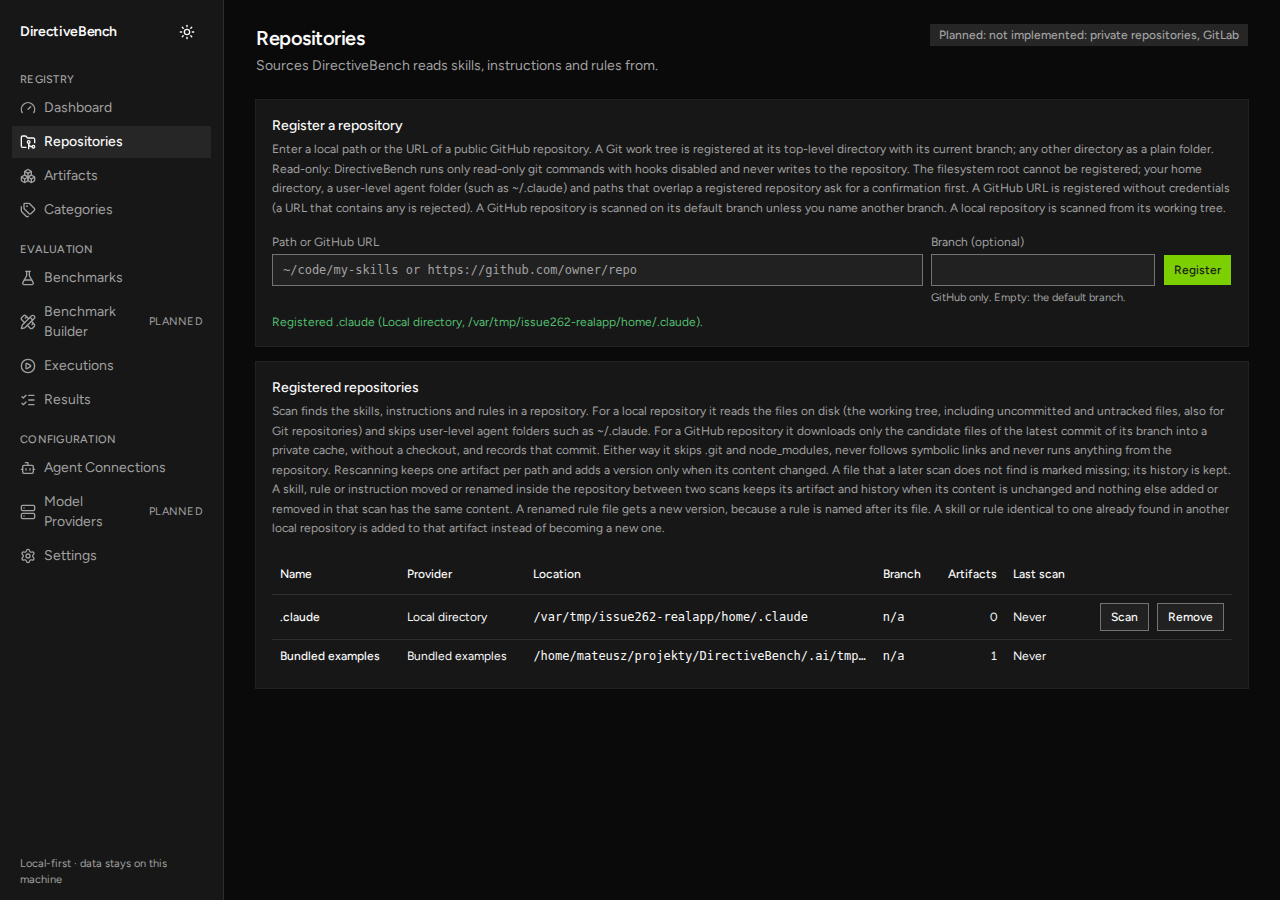 DirectiveBench
REGISTRY
Dashboard
Repositories
Artifacts
Categories
EVALUATION
Benchmarks
Benchmark
Builder
PLANNED
Executions
Results
CONFIGURATION
Agent Connections
Model
Providers
PLANNED
Settings
Local-first · data stays on this
machine
Repositories
Planned: not implemented: private repositories, GitLab
Sources DirectiveBench reads skills, instructions and rules from.
Register a repository
Enter a local path or the URL of a public GitHub repository. A Git work tree is registered at its top-level directory with its current branch; any other directory as a plain folder.
Read-only: DirectiveBench runs only read-only git commands with hooks disabled and never writes to the repository. The filesystem root cannot be registered; your home
directory, a user-level agent folder (such as ~/.claude) and paths that overlap a registered repository ask for a confirmation first. A GitHub URL is registered without credentials
(a URL that contains any is rejected). A GitHub repository is scanned on its default branch unless you name another branch. A local repository is scanned from its working tree.
Path or GitHub URL
Branch (optional)
~/code/my-skills or https://github.com/owner/repo
Register
GitHub only. Empty: the default branch.
Registered .claude (Local directory, /var/tmp/issue262-realapp/home/.claude).
Registered repositories
Scan finds the skills, instructions and rules in a repository. For a local repository it reads the files on disk (the working tree, including uncommitted and untracked files, also for
Git repositories) and skips user-level agent folders such as ~/.claude. For a GitHub repository it downloads only the candidate files of the latest commit of its branch into a
private cache, without a checkout, and records that commit. Either way it skips .git and node_modules, never follows symbolic links and never runs anything from the
repository. Rescanning keeps one artifact per path and adds a version only when its content changed. A file that a later scan does not find is marked missing; its history is kept.
A skill, rule or instruction moved or renamed inside the repository between two scans keeps its artifact and history when its content is unchanged and nothing else added or
removed in that scan has the same content. A renamed rule file gets a new version, because a rule is named after its file. A skill or rule identical to one already found in another
local repository is added to that artifact instead of becoming a new one.
Name Provider Location Branch Artifacts Last scan
.claude Local directory /var/tmp/issue262-realapp/home/.claude n/a 0 Never Scan Remove
Bundled examples Bundled examples /home/mateusz/projekty/DirectiveBench/.ai/tmp… n/a 1 Never